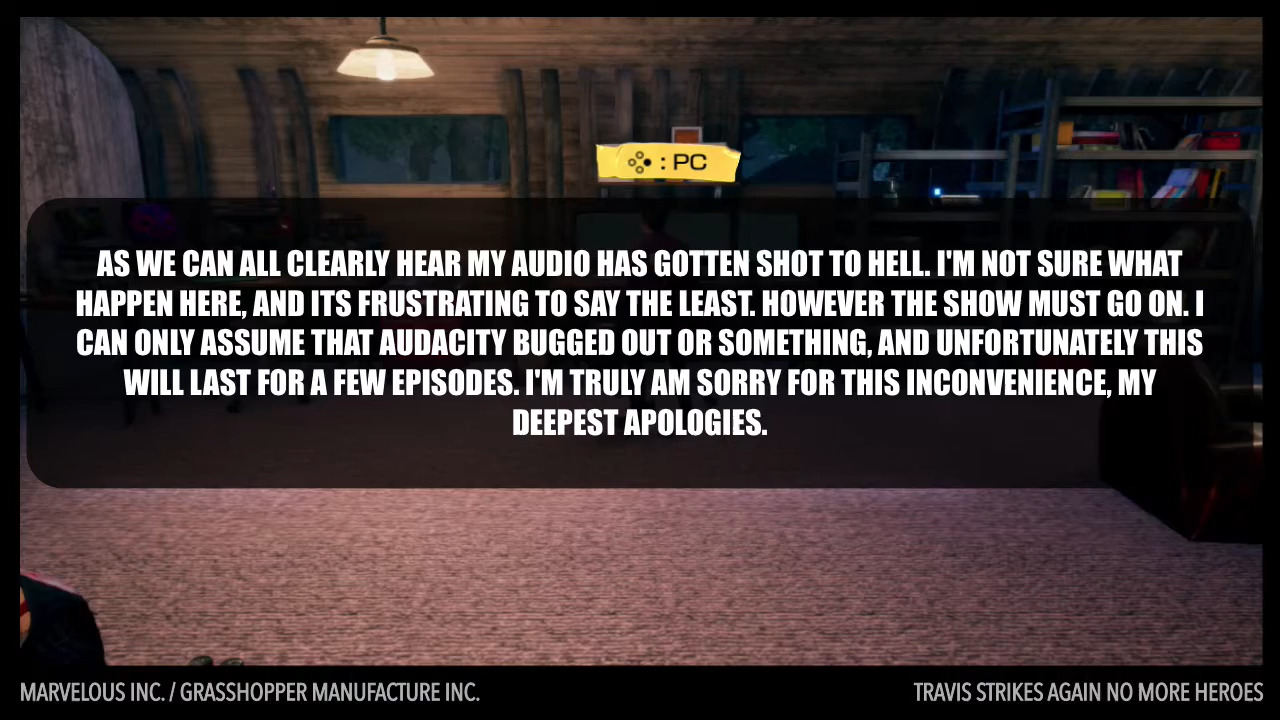 : PC
AS WE CAN ALL CLEARLY HEAR MY AUDIO HAS GOTTEN SHOT TO HELL. I'M NOT SURE WHAT
HAPPEN HERE, AND ITS FRUSTRATING TO SAY THE LEAST. HOWEVER THE SHOW MUST GO ON. I
CAN ONLY ASSUME THAT AUDACITY BUGGED OUT OR SOMETHING, AND UNFORTUNATELY THIS
WILL LAST FOR A FEW EPISODES. I'M TRULY AM SORRY FOR THIS INCONVENIENCE, MY
DEEPEST APOLOGIES.
MARVELOUS INC. / GRASSHOPPER MANUFACTURE INC.
TRAVIS STRIKES AGAIN NO MORE HEROES